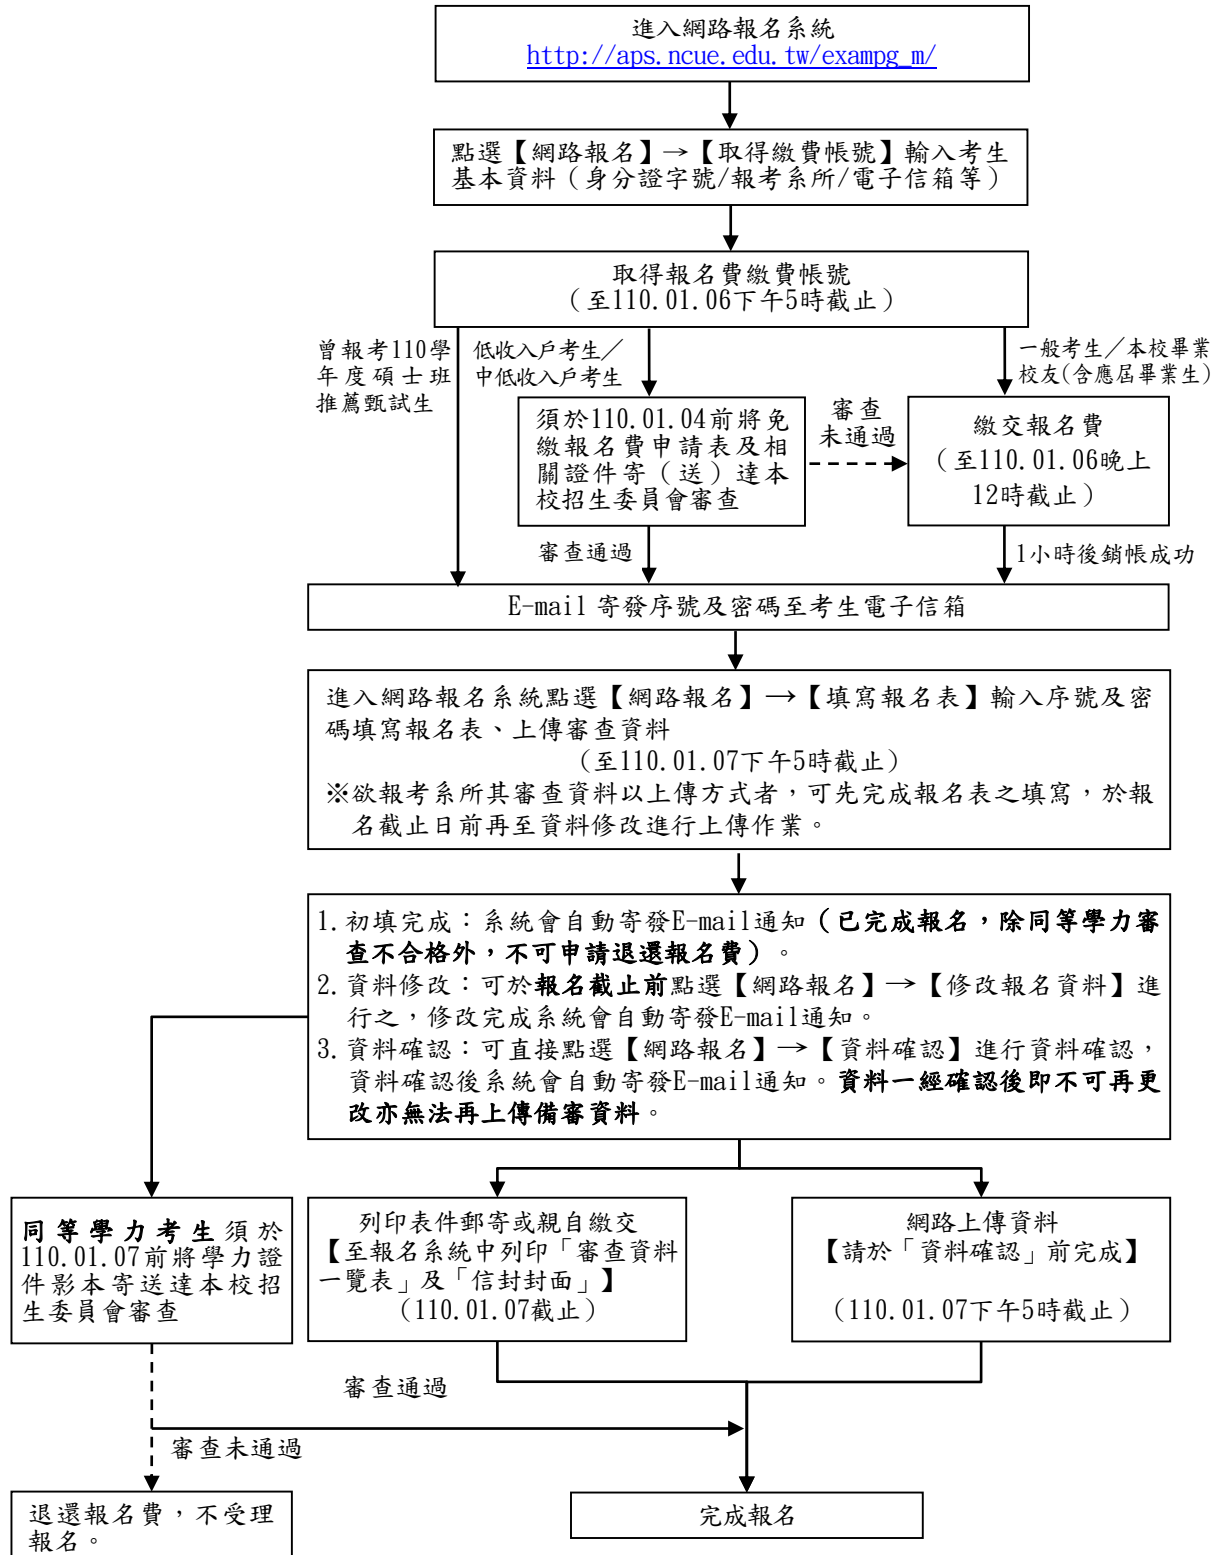 進入網路報名系統
http://aps.ncue.edu.tw/exampg_m/
點選【網路報名】→【取得繳費帳號】輸入考生
基本資料（身分證字號/報考系所/電子信箱等）
取得報名費繳費帳號
（至110.01.06下午5時截止）
曾報考110學
年度碩士班
推薦甄試生
低收入戶考生／
中低收入戶考生
一般考生／本校畢業
校友(含應屆畢業生)
須於110.01.04前將免
繳報名費申請表及相
關證件寄（送）達本
校招生委員會審查
審查
未通過
繳交報名費
（至110.01.06晚上
12時截止）
審查通過
1小時後銷帳成功
E-mail 寄發序號及密碼至考生電子信箱
進入網路報名系統點選【網路報名】→【填寫報名表】輸入序號及密
碼填寫報名表、上傳審查資料
（至110.01.07下午5時截止）
※欲報考系所其審查資料以上傳方式者，可先完成報名表之填寫，於報
名截止日前再至資料修改進行上傳作業。
1.初填完成：系統會自動寄發E-mail通知（已完成報名，除同等學力審
查不合格外，不可申請退還報名費）。
2.資料修改：可於報名截止前點選【網路報名】→【修改報名資料】進
行之，修改完成系統會自動寄發E-mail通知。
3.資料確認：可直接點選【網路報名】→【資料確認】進行資料確認，
資料確認後系統會自動寄發E-mail通知。資料一經確認後即不可再更
改亦無法再上傳備審資料。
同等學力考生須於
110.01.07前將學力證
件影本寄送達本校招
生委員會審查
列印表件郵寄或親自繳交
【至報名系統中列印「審查資料
一覽表」及「信封封面」】
（110.01.07截止）
網路上傳資料
【請於「資料確認」前完成】
（110.01.07下午5時截止）
審查通過
審查未通過
退還報名費，不受理
報名。
完成報名